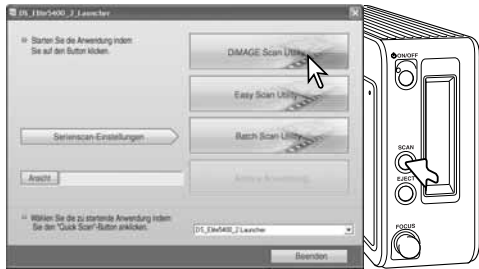 DS_Elite5400_2_Launcher
Starten Sie die Anwendung indem
Sie auf den Button klicken.
DiMAGE Scan Utility
Easy Scan Utility
Serienscan-Einstellungen
Batch Scan Utility
Ansicht
Wählen Sie die zu startende Anwendung indem
Sie den "Quick Scan"-Button anklicken.
DS_Elite5400_2 Launcher
Beenden
ON/OFF
SCAN
EJECT
FOCUS